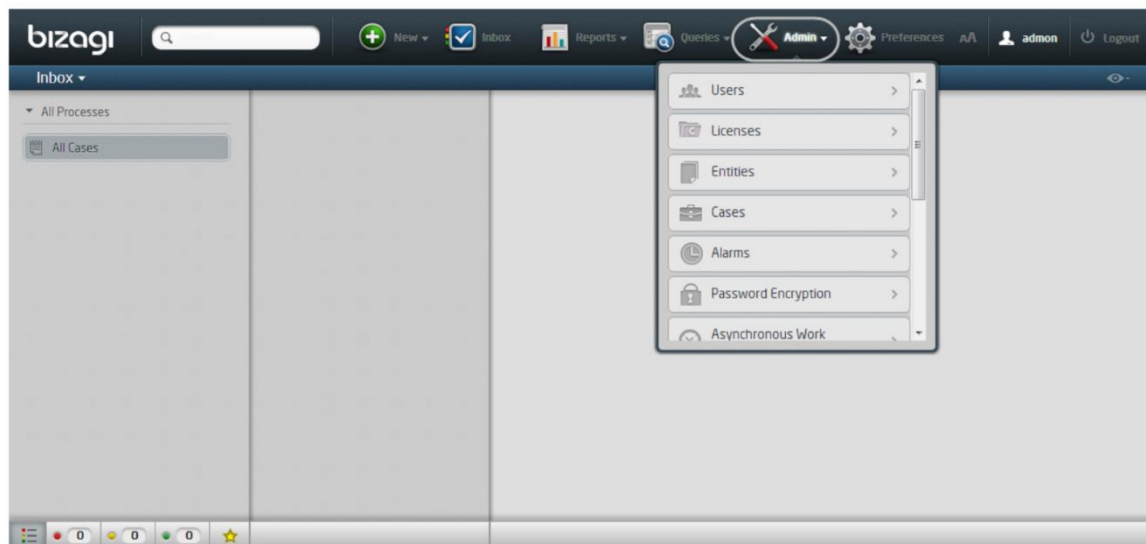 bizagi
New
Inbox
Reports
Queries
Admin
Preferences
AA
admon
Logout
Inbox
All Processes
All Cases
Users
Licenses
Entities
Cases
Alarms
Password Encryption
Asynchronous Work
0
0
0